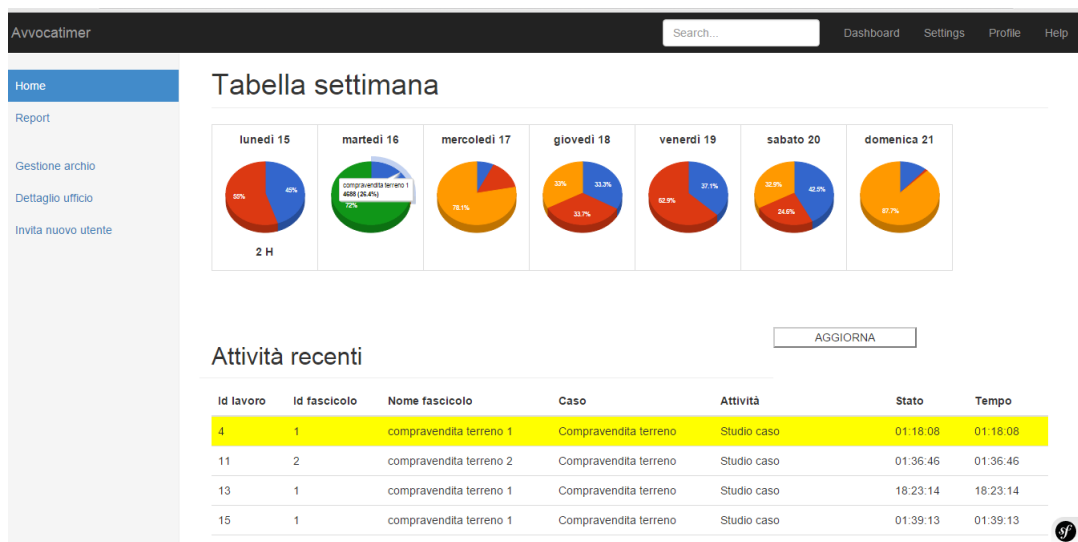 Avvocatimer
Search...
Dashboard Settings Profile Help
Home
Report
Gestione archio
Dettaglio ufficio
Invita nuovo utente
Tabella settimana
lunedì 15 martedì 16 mercoledì 17 giovedì 18 venerdì 19 sabato 20 domenica 21
55% 45%
compravendita terreno 1
4688 (26.4%)
72%
78.1%
33% 33.3%
33.7%
37.1%
62.9%
32.9% 42.5%
24.6%
87.7%
2 H
AGGIORNA
Attività recenti
Id lavoro Id fascicolo Nome fascicolo Caso Attività Stato Tempo
4 1 compravendita terreno 1 Compravendita terreno Studio caso 01:18:08 01:18:08
11 2 compravendita terreno 2 Compravendita terreno Studio caso 01:36:46 01:36:46
13 1 compravendita terreno 1 Compravendita terreno Studio caso 18:23:14 18:23:14
15 1 compravendita terreno 1 Compravendita terreno Studio caso 01:39:13 01:39:13
sf